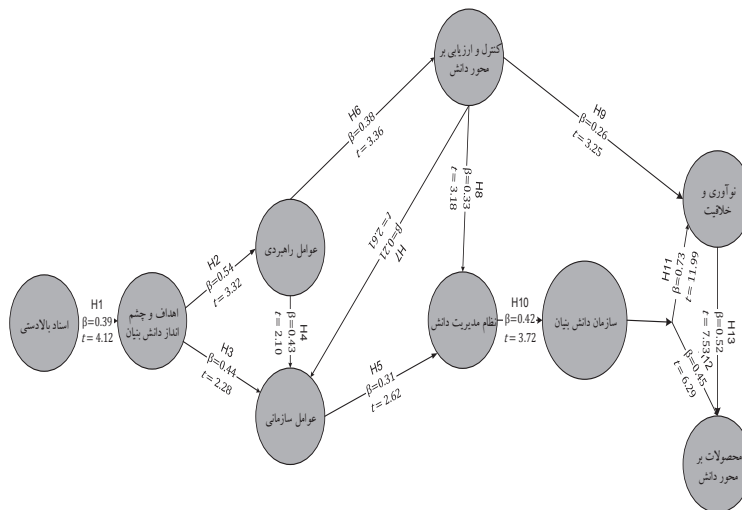 کنترل و ارزیابی بر
محور دانش
H6
β=0.38
t = 3.36
H9
β=0.26
t = 3.25
H8
β=0.33
t = 3.18
H7
β=0.21
t = 2.61
نوآوری و
خلاقیت
عوامل راهبردی
H2
β=0.54
t = 3.32
H11
β=0.73
t = 11.99
اسناد بالادستی
H1
β=0.39
t = 4.12
اهداف و چشم
انداز دانش بنیان
H4
β=0.43
t = 2.10
نظام مدیریت دانش
H10
β=0.42
t = 3.72
سازمان دانش بنیان
H3
β=0.44
t = 2.28
H5
β=0.31
t = 2.62
H13
β=0.52
t = 7.53
H12
β=0.45
t = 6.29
عوامل سازمانی
محصولات بر
محور دانش